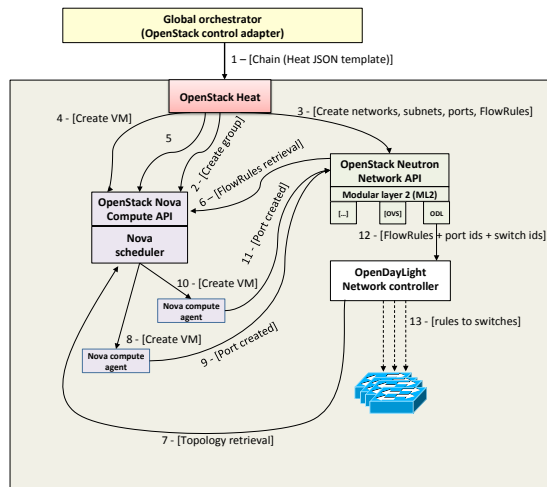 Global orchestrator
(OpenStack control adapter)
1 – [Chain (Heat JSON template)]
OpenStack Heat
4 – [Create VM]
5
2 – [Create group]
3 - [Create networks, subnets, ports, FlowRules]
6 – [FlowRules retrieval]
OpenStack Neutron
Network API
Modular layer 2 (ML2)
[...]
[OVS]
ODL
OpenStack Nova
Compute API
Nova
scheduler
11 – [Port created]
12 – [FlowRules + port ids + switch ids]
OpenDayLight
Network controller
10 – [Create VM]
Nova compute
agent
8 – [Create VM]
9 – [Port created]
Nova compute
agent
13 – [rules to switches]
7 - [Topology retrieval]